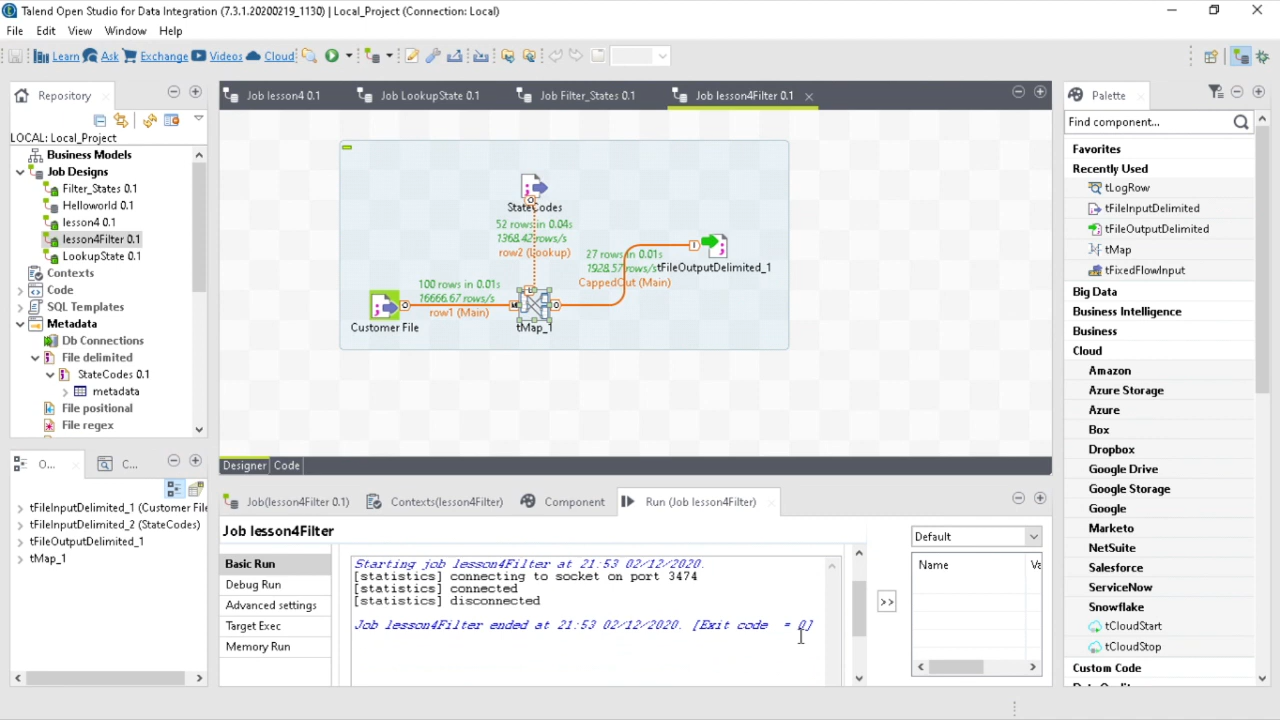 Talend Open Studio for Data Integration (7.3.1.20200219_1130) | Local_Project (Connection: Local)
File Edit View Window Help
Learn Ask Exchange Videos Cloud
Repository
LOCAL: Local_Project
Business Models
Job Designs
Filter_States 0.1
Helloworld 0.1
lesson4 0.1
lesson4Filter 0.1
LookupState 0.1
Contexts
Code
SQL Templates
Metadata
Db Connections
File delimited
StateCodes 0.1
metadata
File positional
File regex
O...
C...
tFileInputDelimited_1 (Customer File
tFileInputDelimited_2 (StateCodes)
tFileOutputDelimited_1
tMap_1
Job lesson4 0.1
Job LookupState 0.1
Job Filter_States 0.1
Job lesson4Filter 0.1
StateCodes
52 rows in 0.04s
1368.42 rows/s
row2 (Lookup)
27 rows in 0.01s
1928.57 rows/s
tFileOutputDelimited_1
CappedOut (Main)
100 rows in 0.01s
16666.67 rows/s
row1 (Main)
Customer File
tMap_1
Designer Code
Job(lesson4Filter 0.1)
Contexts(lesson4Filter)
Component
Run (Job lesson4Filter)
Job lesson4Filter
Basic Run
Debug Run
Advanced settings
Target Exec
Memory Run
Starting job lesson4Filter at 21:53 02/12/2020.
[statistics] connecting to socket on port 3474
[statistics] connected
[statistics] disconnected
Job lesson4Filter ended at 21:53 02/12/2020. [Exit code = 0]
>>
Default
Name
Va
Palette
Find component...
Favorites
Recently Used
tLogRow
tFileInputDelimited
tFileOutputDelimited
tMap
tFixedFlowInput
Big Data
Business Intelligence
Business
Cloud
Amazon
Azure Storage
Azure
Box
Dropbox
Google Drive
Google Storage
Google
Marketo
NetSuite
Salesforce
ServiceNow
Snowflake
tCloudStart
tCloudStop
Custom Code